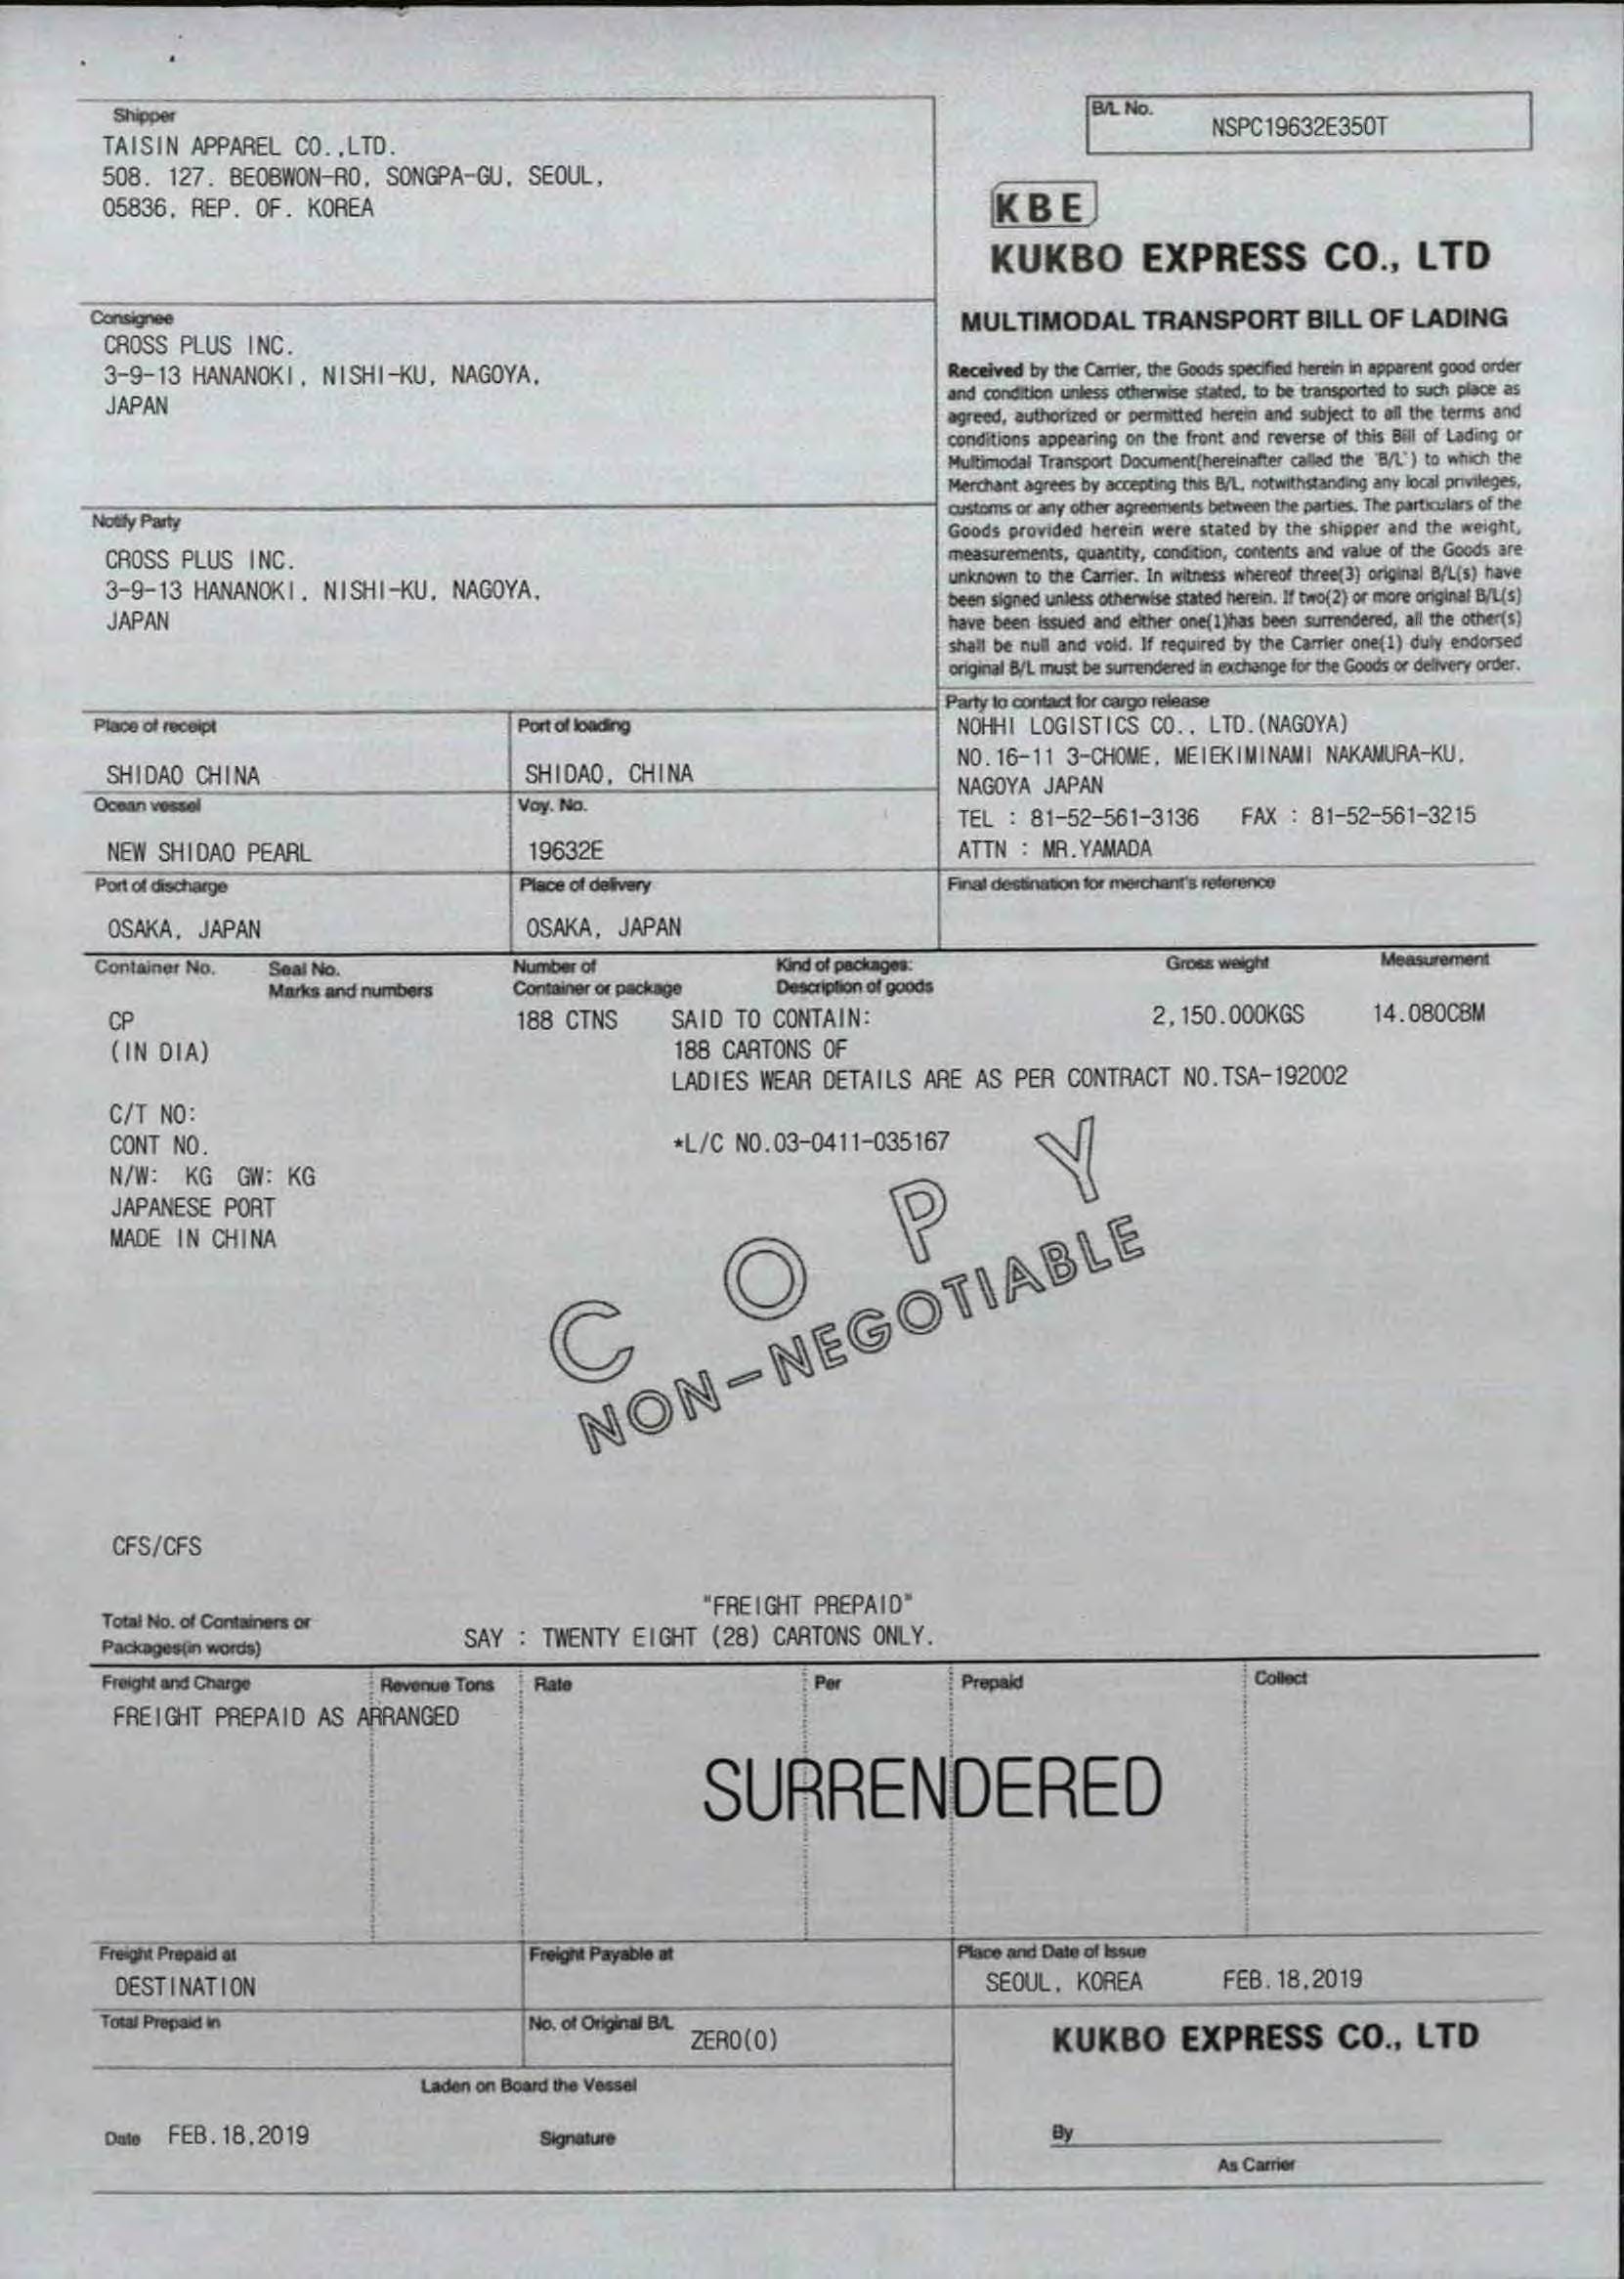 Shipper
TAISIN APPAREL CO.,LTD.
508. 127. BEOBWON-RO, SONGPA-GU, SEOUL,
05836, REP. OF. KOREA
B/L No.
NSPC19632E350T
KBE
KUKBO EXPRESS CO., LTD
MULTIMODAL TRANSPORT BILL OF LADING
Consignee
CROSS PLUS INC.
3-9-13 HANANOKI, NISHI-KU, NAGOYA,
JAPAN
Received by the Carrier, the Goods specified herein in apparent good order
and condition unless otherwise stated, to be transported to such place as
agreed, authorized or permitted herein and subject to all the terms and
conditions appearing on the front and reverse of this Bill of Lading or
Multimodal Transport Document(hereinafter called the 'B/L') to which the
Merchant agrees by accepting this B/L, notwithstanding any local privileges,
customs or any other agreements between the parties. The particulars of the
Goods provided herein were stated by the shipper and the weight,
measurements, quantity, condition, contents and value of the Goods are
unknown to the Carrier. In witness whereof three(3) original B/L(s) have
been signed unless otherwise stated herein. If two(2) or more original B/L(s)
have been issued and either one(1)has been surrendered, all the other(s)
shall be null and void. If required by the Carrier one(1) duly endorsed
original B/L must be surrendered in exchange for the Goods or delivery order.
Notify Party
CROSS PLUS INC.
3-9-13 HANANOKI, NISHI-KU, NAGOYA,
JAPAN
Party to contact for cargo release
NOHHI LOGISTICS CO., LTD.(NAGOYA)
NO.16-11 3-CHOME, MEIEKIMINAMI NAKAMURA-KU,
NAGOYA JAPAN
TEL : 81-52-561-3136 FAX : 81-52-561-3215
ATTN : MR.YAMADA
Place of receipt
SHIDAO CHINA
Port of loading
SHIDAO, CHINA
Ocean vessel
NEW SHIDAO PEARL
Voy. No.
19632E
Port of discharge
OSAKA, JAPAN
Place of delivery
OSAKA, JAPAN
Final destination for merchant's reference
Container No. Seal No. Marks and numbers
Number of Container or package
Kind of packages: Description of goods
Gross weight
Measurement
CP 188 CTNS SAID TO CONTAIN: 2,150.000KGS 14.080CBM
(IN DIA) 188 CARTONS OF
LADIES WEAR DETAILS ARE AS PER CONTRACT NO.TSA-192002
C/T NO:
CONT NO. *L/C NO.03-0411-035167
N/W: KG GW: KG
JAPANESE PORT
MADE IN CHINA
COPY
NON-NEGOTIABLE
CFS/CFS
"FREIGHT PREPAID"
Total No. of Containers or
Packages(in words)
SAY : TWENTY EIGHT (28) CARTONS ONLY.
Freight and Charge Revenue Tons Rate Per Prepaid Collect
FREIGHT PREPAID AS ARRANGED
SURRENDERED
Freight Prepaid at
DESTINATION
Freight Payable at
Place and Date of Issue
SEOUL, KOREA FEB.18,2019
Total Prepaid in
No. of Original B/L
ZERO(0)
KUKBO EXPRESS CO., LTD
Laden on Board the Vessel
Date FEB.18,2019
Signature
By
As Carrier